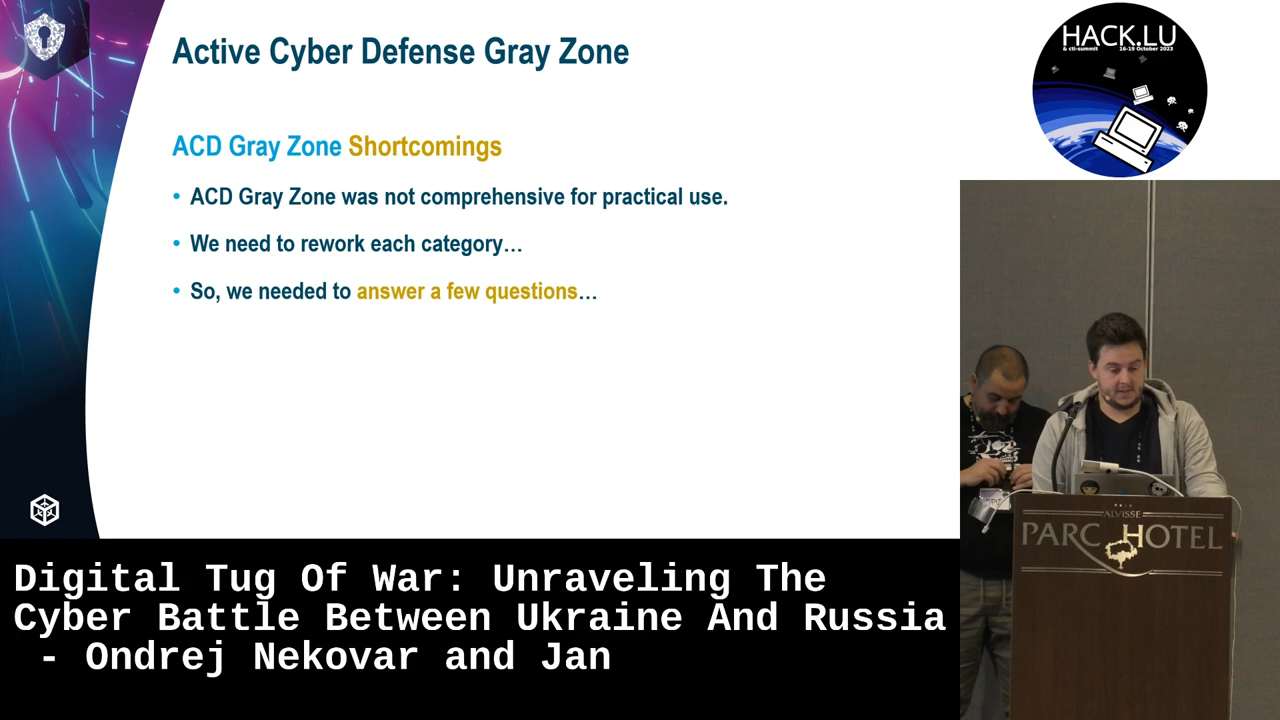 Active Cyber Defense Gray Zone
ACD Gray Zone Shortcomings
• ACD Gray Zone was not comprehensive for practical use.
• We need to rework each category…
• So, we needed to answer a few questions…
HACK.LU
& cti-summit 16-19 October 2023
ALVISSE
PARC HOTEL
Digital Tug Of War: Unraveling The
Cyber Battle Between Ukraine And Russia
- Ondrej Nekovar and Jan